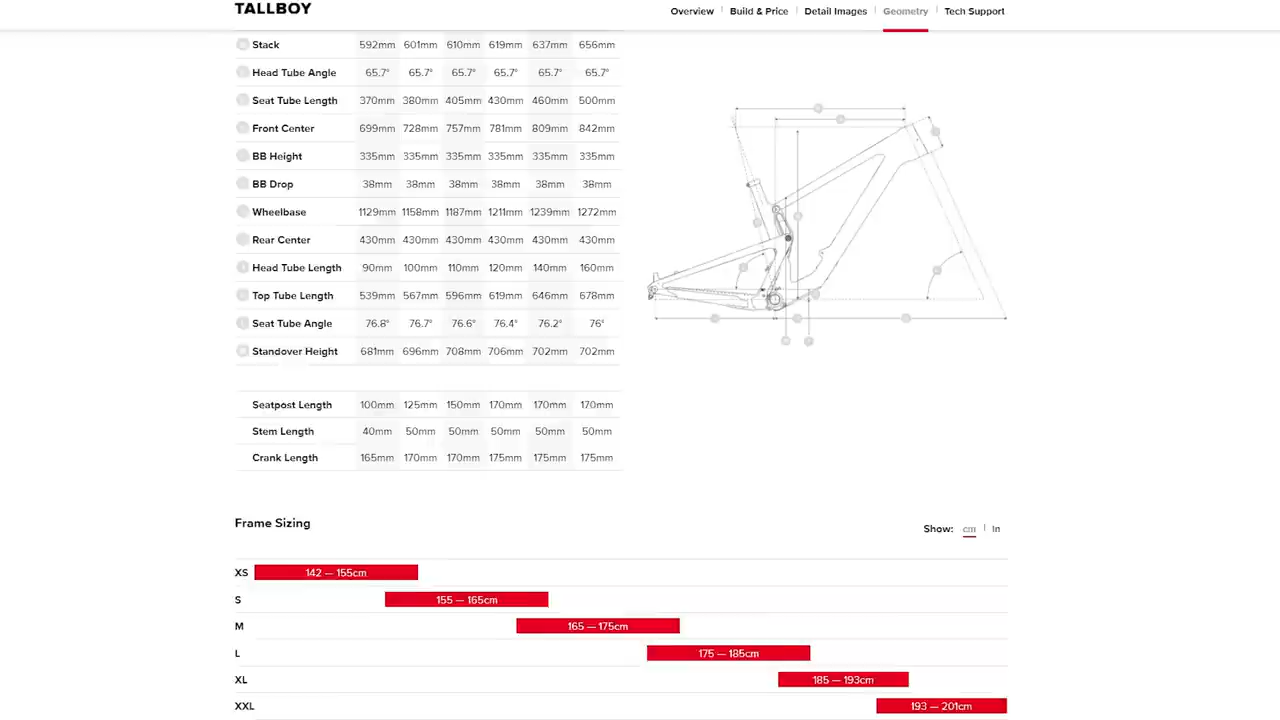 TALLBOY
Overview | Build & Price | Detail Images | Geometry | Tech Support
Stack 592mm 601mm 610mm 619mm 637mm 656mm
Head Tube Angle 65.7° 65.7° 65.7° 65.7° 65.7° 65.7°
Seat Tube Length 370mm 380mm 405mm 430mm 460mm 500mm
Front Center 699mm 728mm 757mm 781mm 809mm 842mm
BB Height 335mm 335mm 335mm 335mm 335mm 335mm
BB Drop 38mm 38mm 38mm 38mm 38mm 38mm
Wheelbase 1129mm 1158mm 1187mm 1211mm 1239mm 1272mm
Rear Center 430mm 430mm 430mm 430mm 430mm 430mm
Head Tube Length 90mm 100mm 110mm 120mm 140mm 160mm
Top Tube Length 539mm 567mm 596mm 619mm 646mm 678mm
Seat Tube Angle 76.8° 76.7° 76.6° 76.4° 76.2° 76°
Standover Height 681mm 696mm 708mm 706mm 702mm 702mm
Seatpost Length 100mm 125mm 150mm 170mm 170mm 170mm
Stem Length 40mm 50mm 50mm 50mm 50mm 50mm
Crank Length 165mm 170mm 170mm 175mm 175mm 175mm
Frame Sizing
Show: cm | In
XS 142 — 155cm
S 155 — 165cm
M 165 — 175cm
L 175 — 185cm
XL 185 — 193cm
XXL 193 — 201cm